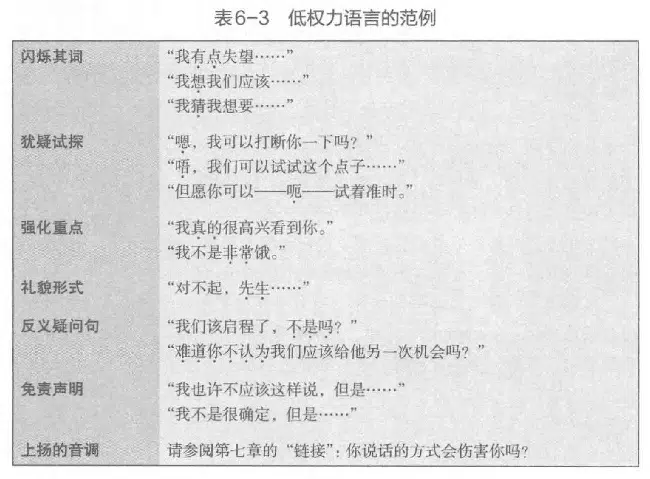 表6-3 低权力语言的范例
闪烁其词 “我有点失望……”
“我想我们应该……”
“我猜我想要……”
犹疑试探 “嗯，我可以打断你一下吗？”
“唔，我们可以试试这个点子……”
“但愿你可以——呃——试着准时。”
强化重点 “我真的很高兴看到你。”
“我不是非常饿。”
礼貌形式 “对不起，先生……”
反义疑问句 “我们该启程了，不是吗？”
“难道你不认为我们应该给他另一次机会吗？”
免责声明 “我也许不应该这样说，但是……”
“我不是很确定，但是……”
上扬的音调 请参阅第七章的“链接”：你说话的方式会伤害你吗？